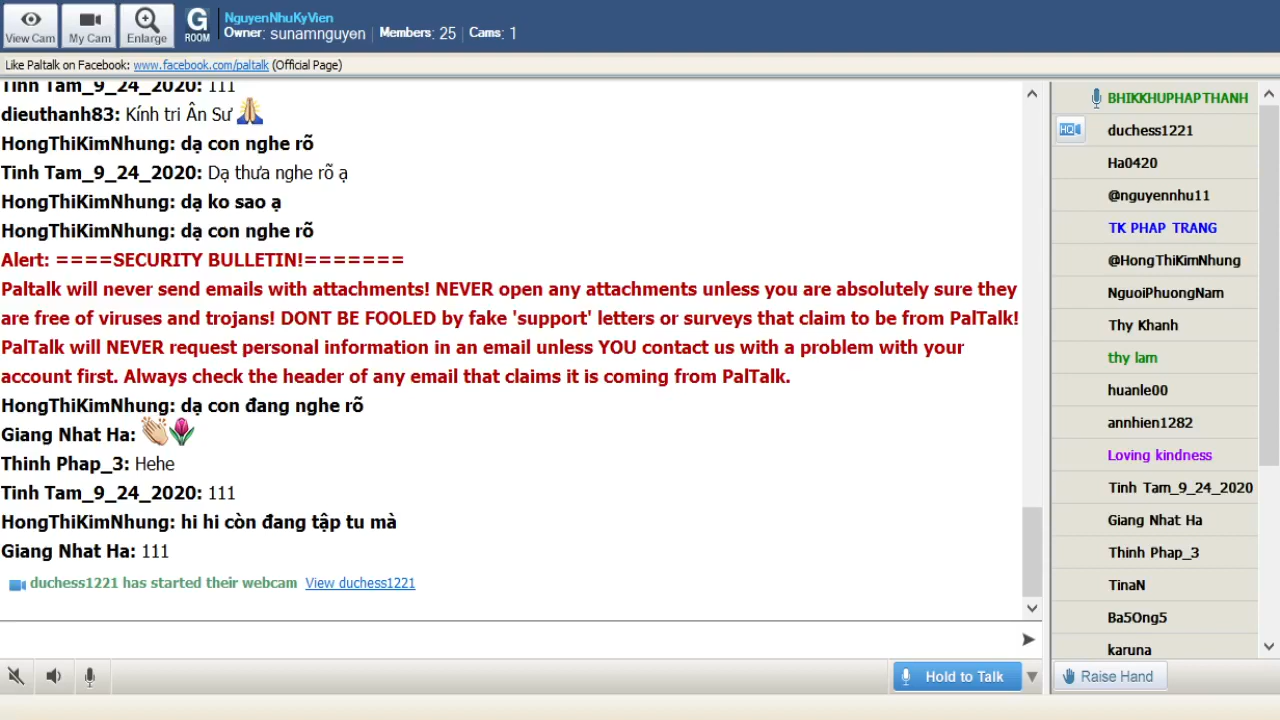 View Cam
My Cam
Enlarge
G
ROOM
NguyenNhuKyVien
Owner: sunamnguyen | Members: 25 | Cams: 1
Like Paltalk on Facebook: www.facebook.com/paltalk (Official Page)
Tinh Tam_9_24_2020: 111
dieuthanh83: Kính tri Ân Sư
HongThiKimNhung: dạ con nghe rõ
Tinh Tam_9_24_2020: Dạ thưa nghe rõ ạ
HongThiKimNhung: dạ ko sao ạ
HongThiKimNhung: dạ con nghe rõ
Alert: ====SECURITY BULLETIN!=======
Paltalk will never send emails with attachments! NEVER open any attachments unless you are absolutely sure they
are free of viruses and trojans! DONT BE FOOLED by fake 'support' letters or surveys that claim to be from PalTalk!
PalTalk will NEVER request personal information in an email unless YOU contact us with a problem with your
account first. Always check the header of any email that claims it is coming from PalTalk.
HongThiKimNhung: dạ con đang nghe rõ
Giang Nhat Ha:
Thinh Phap_3: Hehe
Tinh Tam_9_24_2020: 111
HongThiKimNhung: hi hi còn đang tập tu mà
Giang Nhat Ha: 111
duchess1221 has started their webcam View duchess1221
Hold to Talk
BHIKKHUPHAPTHANH
HQ
duchess1221
Ha0420
@nguyennhu11
TK PHAP TRANG
@HongThiKimNhung
NguoiPhuongNam
Thy Khanh
thy lam
huanle00
annhien1282
Loving kindness
Tinh Tam_9_24_2020
Giang Nhat Ha
Thinh Phap_3
TinaN
Ba5Ong5
karuna
Raise Hand